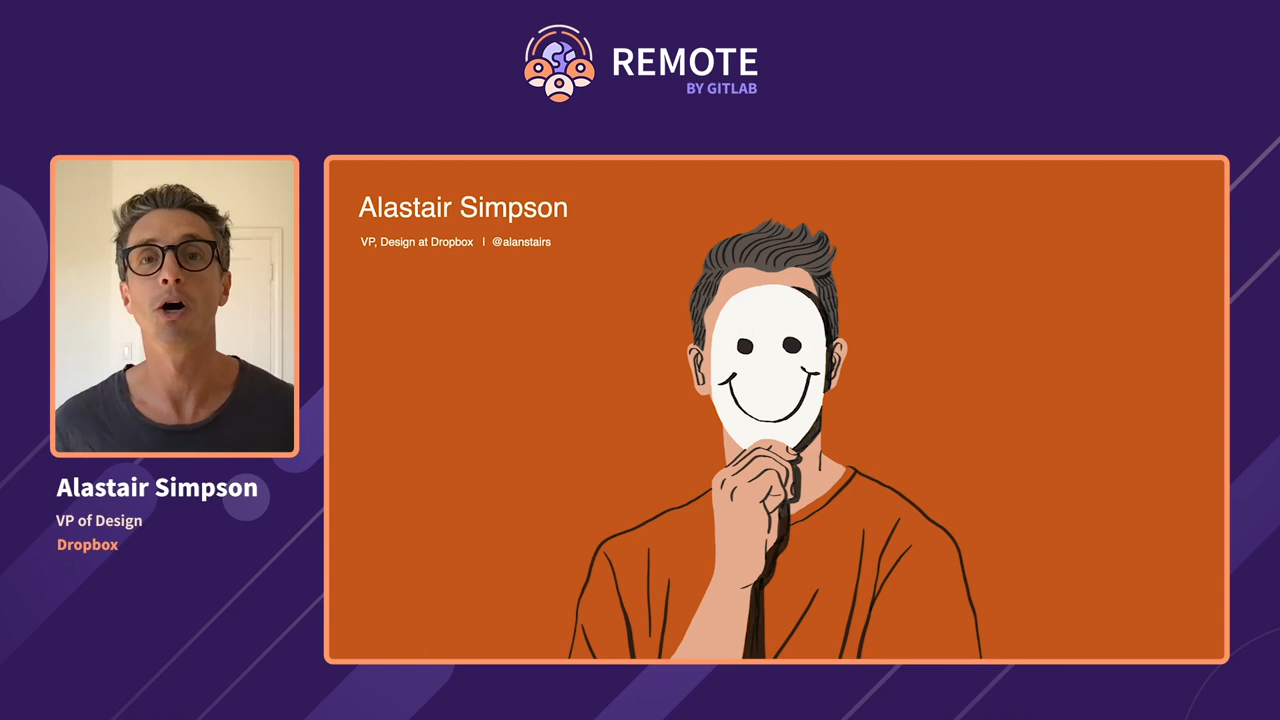 REMOTE
BY GITLAB
Alastair Simpson
VP, Design at Dropbox | @alanstairs
Alastair Simpson
VP of Design
Dropbox